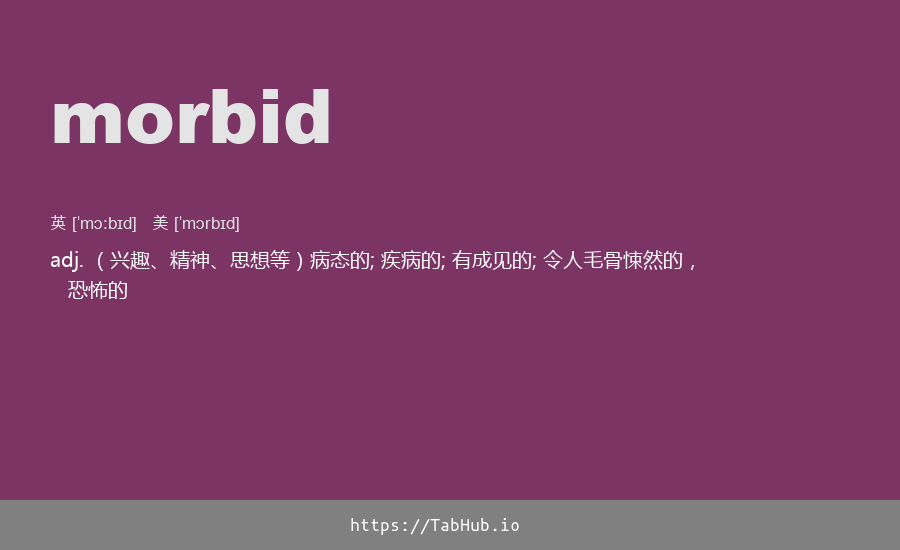 morbid
英 [ˈmɔːbɪd] 美 [ˈmɔrbɪd]
adj.（兴趣、精神、思想等）病态的; 疾病的; 有成见的; 令人毛骨悚然的，
恐怖的
https://TabHub.io